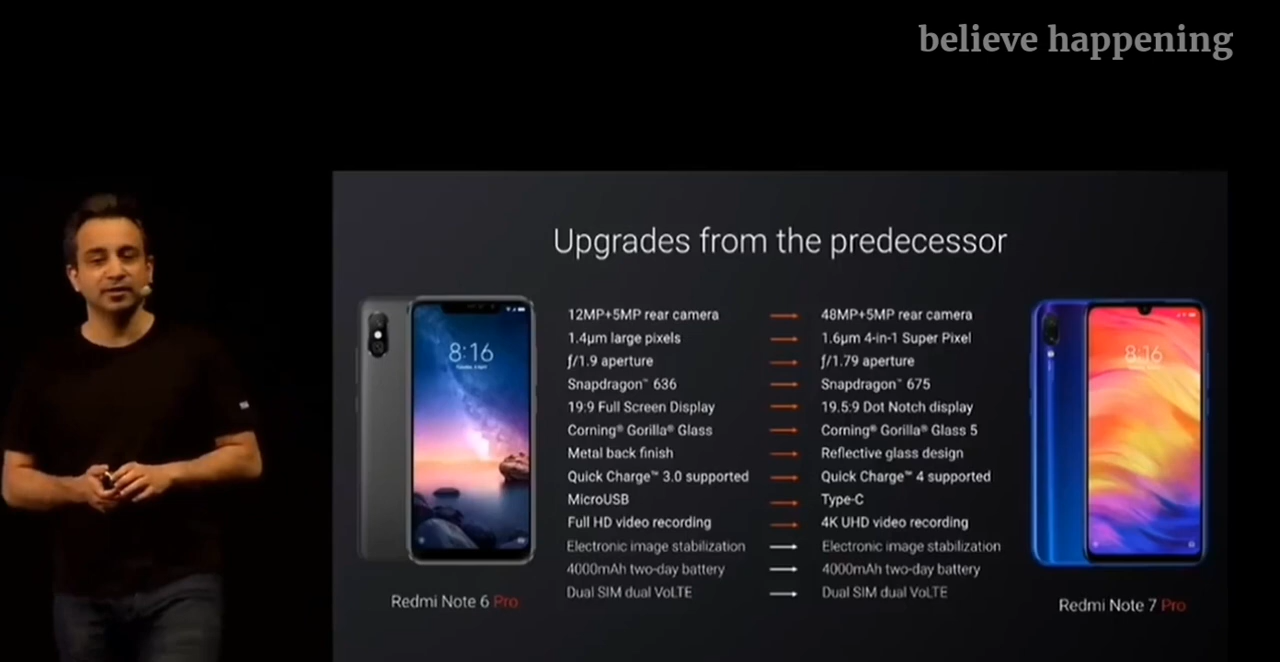 believe happening
Upgrades from the predecessor
12MP+5MP rear camera → 48MP+5MP rear camera
1.4µm large pixels → 1.6µm 4-in-1 Super Pixel
ƒ/1.9 aperture → ƒ/1.79 aperture
Snapdragon™ 636 → Snapdragon™ 675
19:9 Full Screen Display → 19.5:9 Dot Notch display
Corning® Gorilla® Glass → Corning® Gorilla® Glass 5
Metal back finish → Reflective glass design
Quick Charge™ 3.0 supported → Quick Charge™ 4 supported
MicroUSB → Type-C
Full HD video recording → 4K UHD video recording
Electronic image stabilization → Electronic image stabilization
4000mAh two-day battery → 4000mAh two-day battery
Dual SIM dual VoLTE → Dual SIM dual VoLTE
8:16
8:16
Redmi Note 6 Pro
Redmi Note 7 Pro